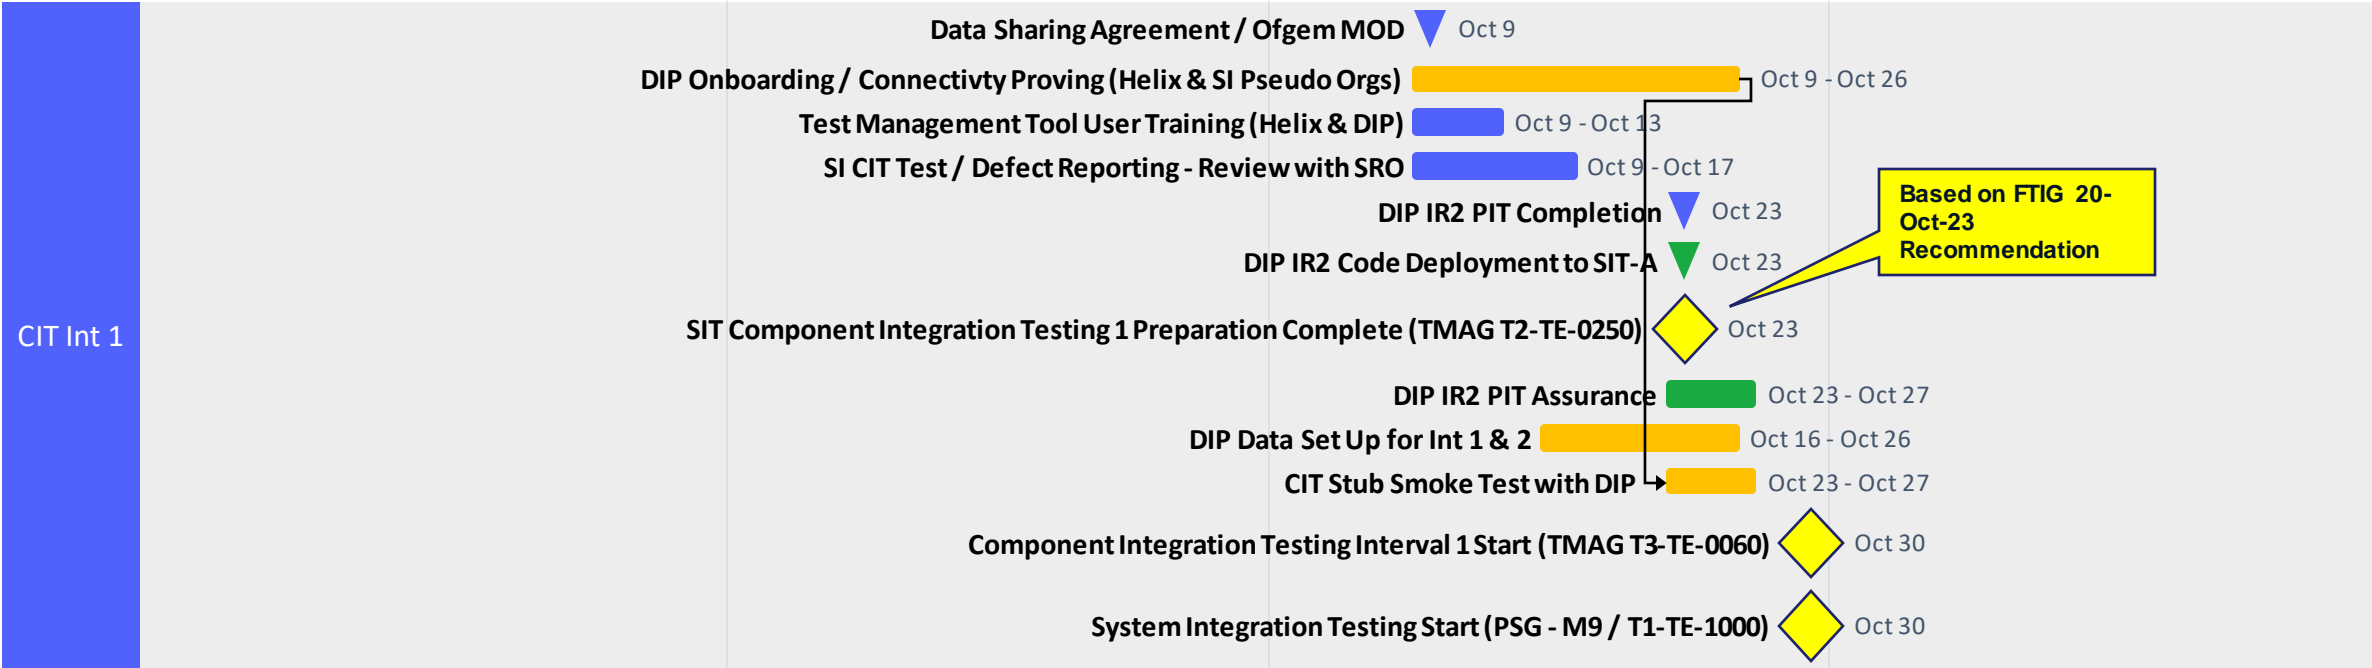 CIT Int 1
Data Sharing Agreement / Ofgem MOD Oct 9
DIP Onboarding / Connectivty Proving (Helix & SI Pseudo Orgs) Oct 9 - Oct 26
Test Management Tool User Training (Helix & DIP) Oct 9 - Oct 13
SI CIT Test / Defect Reporting - Review with SRO Oct 9 - Oct 17
DIP IR2 PIT Completion Oct 23
DIP IR2 Code Deployment to SIT-A Oct 23
Based on FTIG 20-
Oct-23
Recommendation
SIT Component Integration Testing 1 Preparation Complete (TMAG T2-TE-0250) Oct 23
DIP IR2 PIT Assurance Oct 23 - Oct 27
DIP Data Set Up for Int 1 & 2 Oct 16 - Oct 26
CIT Stub Smoke Test with DIP Oct 23 - Oct 27
Component Integration Testing Interval 1 Start (TMAG T3-TE-0060) Oct 30
System Integration Testing Start (PSG - M9 / T1-TE-1000) Oct 30